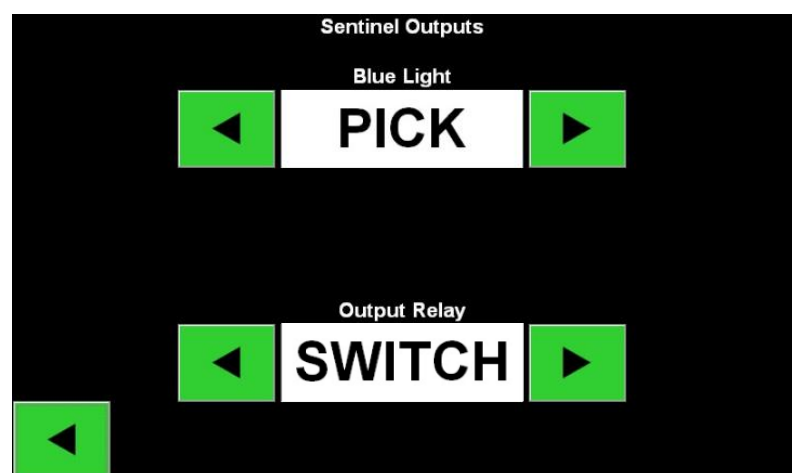 Sentinel Outputs
Blue Light
PICK
Output Relay
SWITCH